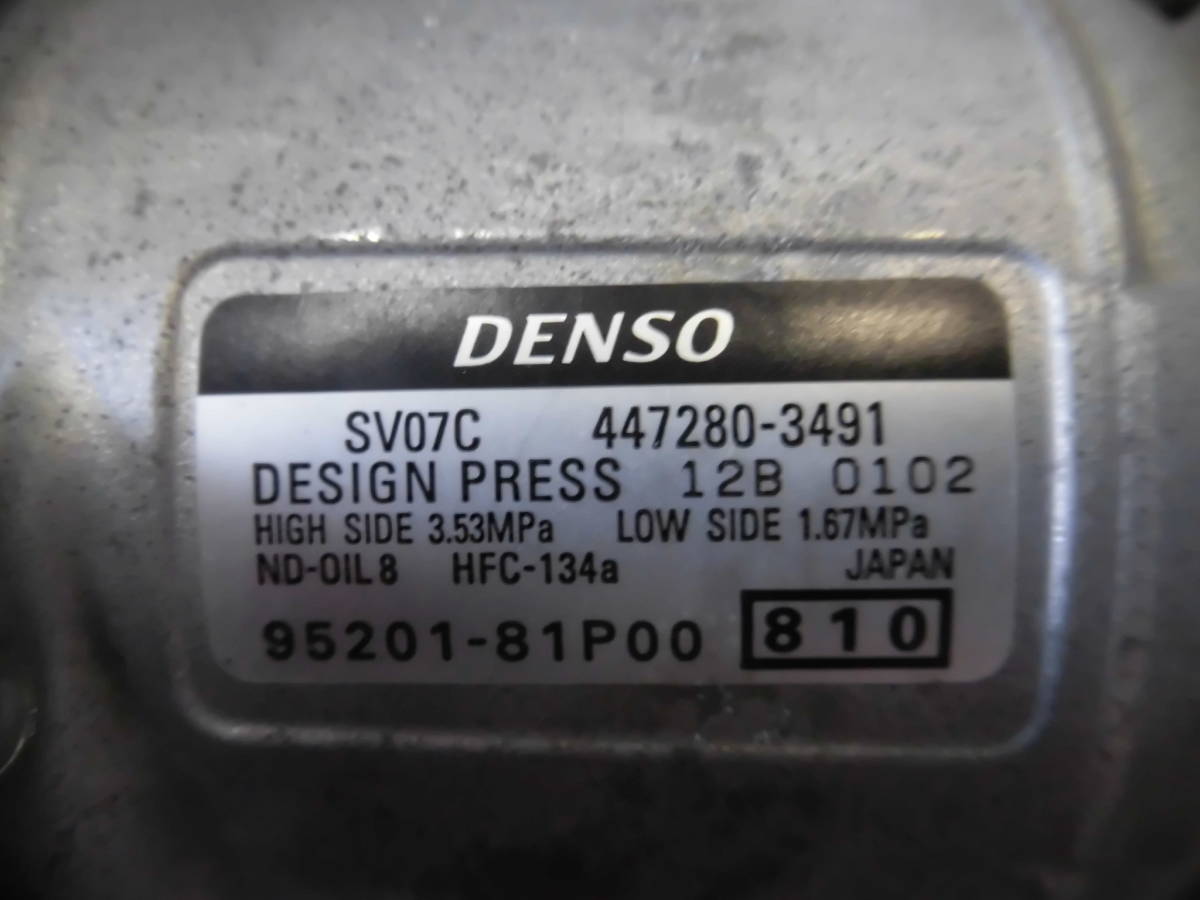 DENSO
SV07C 447280-3491
DESIGN PRESS 12B 0102
HIGH SIDE 3.53MPa LOW SIDE 1.67MPa
ND-OIL8 HFC-134a JAPAN
95201-81P00 810